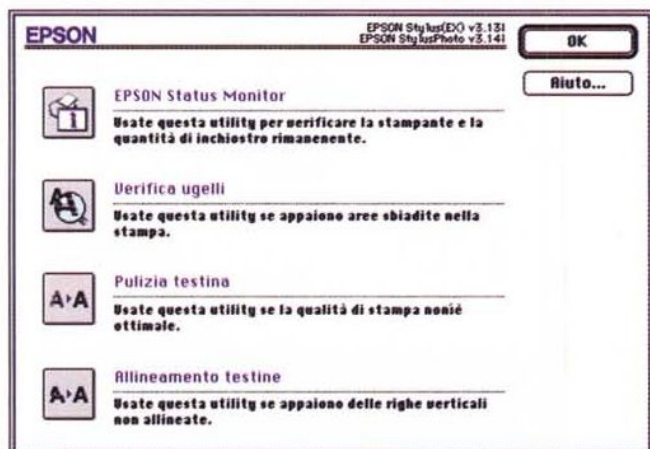 EPSON
EPSON Stylus(EX) v3.13I
EPSON StylusPhoto v3.14I
OK
Aiuto...
EPSON Status Monitor
Usate questa utility per verificare la stampante e la
quantità di inchiostro rimanenente.
Verifica ugelli
Usate questa utility se appaiono aree sbiadite nella
stampa.
Pulizia testina
Usate questa utility se la qualità di stampa nonié
ottimale.
Allineamento testine
Usate questa utility se appaiono delle righe verticali
non allineate.